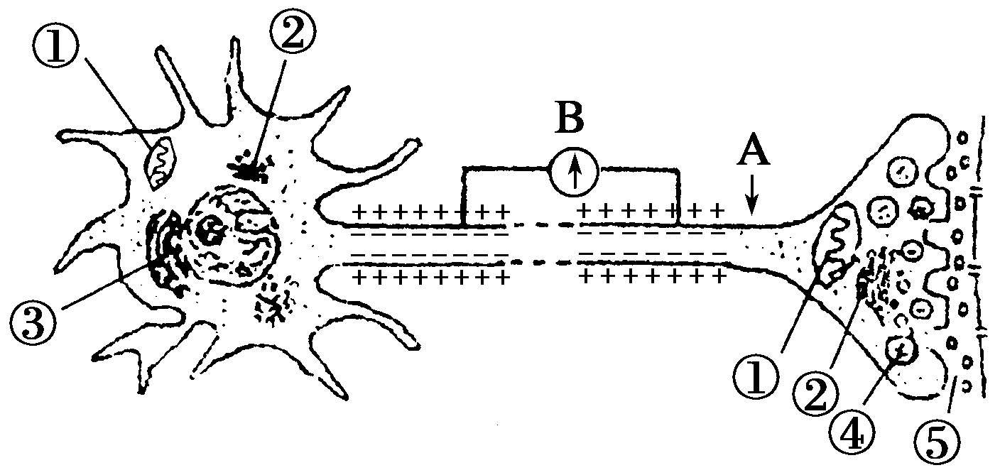 ①
②
B
A
+ + + + + + + +
+ + + + + + +
− − − − − − − −
− − − − − − −
− − − − − − − −
− − − − − − −
+ + + + + + + +
+ + + + + + +
③
①
②
④
⑤